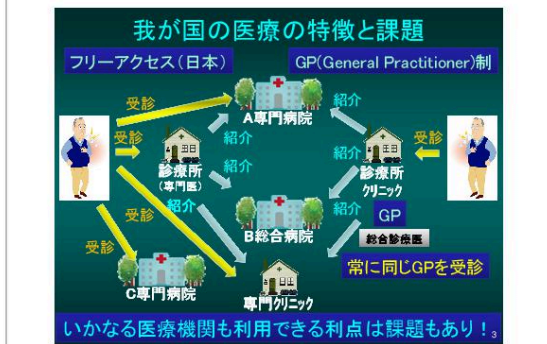 我が国の医療の特徴と課題
フリーアクセス(日本)
GP(General Practitioner)制
受診
紹介
紹介
A専門病院
受診
紹介
紹介
受診
診療所
(専門医)
紹介
診療所
クリニック
受診
紹介
紹介
GP
B総合病院
総合診療医
受診
常に同じGPを受診
C専門病院
専門クリニック
いかなる医療機関も利用できる利点は課題もあり!
3